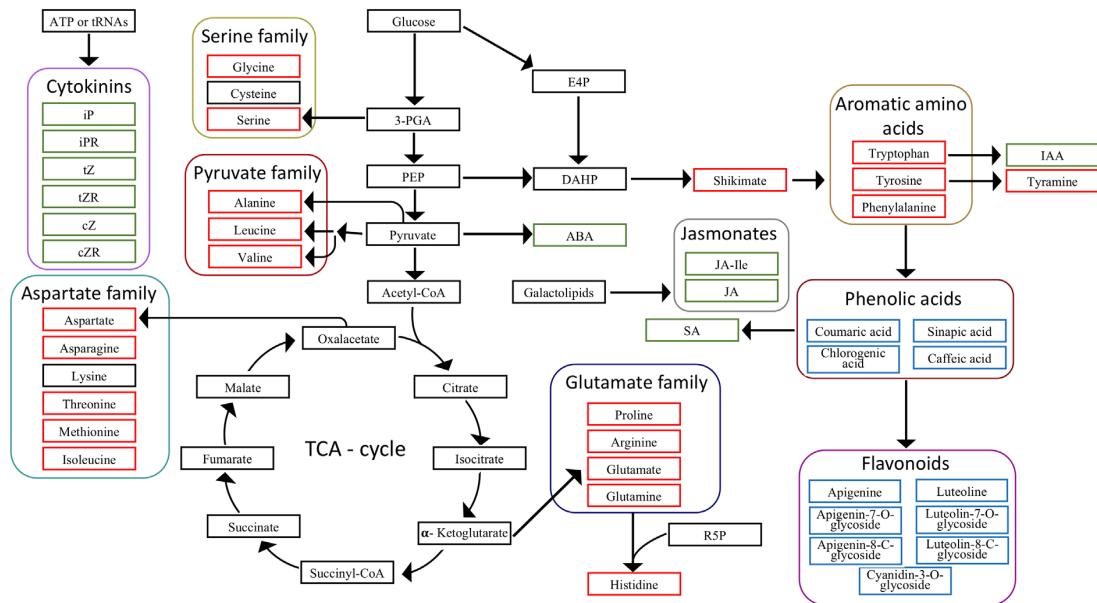 ATP or tRNAs
Cytokinins
iP
iPR
tZ
tZR
cZ
cZR
Serine family
Glycine
Cysteine
Serine
Glucose
E4P
3-PGA
Pyruvate family
Alanine
Leucine
Valine
PEP
DAHP
Shikimate
Pyruvate
ABA
Aromatic amino
acids
Tryptophan
Tyrosine
Phenylalanine
IAA
Tyramine
Jasmonates
JA-Ile
JA
Acetyl-CoA
Galactolipids
Aspartate family
Aspartate
Asparagine
Lysine
Threonine
Methionine
Isoleucine
Oxalacetate
Malate
Citrate
TCA - cycle
Fumarate
Isocitrate
Succinate
α- Ketoglutarate
Succinyl-CoA
Glutamate family
Proline
Arginine
Glutamate
Glutamine
R5P
Histidine
SA
Phenolic acids
Coumaric acid
Sinapic acid
Chlorogenic
acid
Caffeic acid
Flavonoids
Apigenine
Luteoline
Apigenin-7-O-
glycoside
Luteolin-7-O-
glycoside
Apigenin-8-C-
glycoside
Luteolin-8-C-
glycoside
Cyanidin-3-O-
glycoside